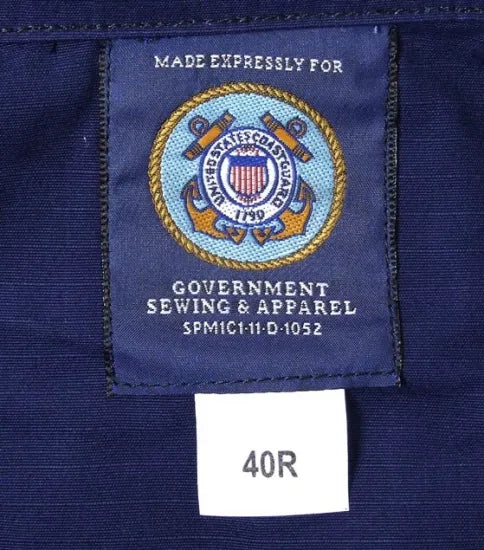 MADE EXPRESSLY FOR
UNITED STATES COAST GUARD
1790
GOVERNMENT
SEWING & APPAREL
SPM1C1-11-D-1052
40R